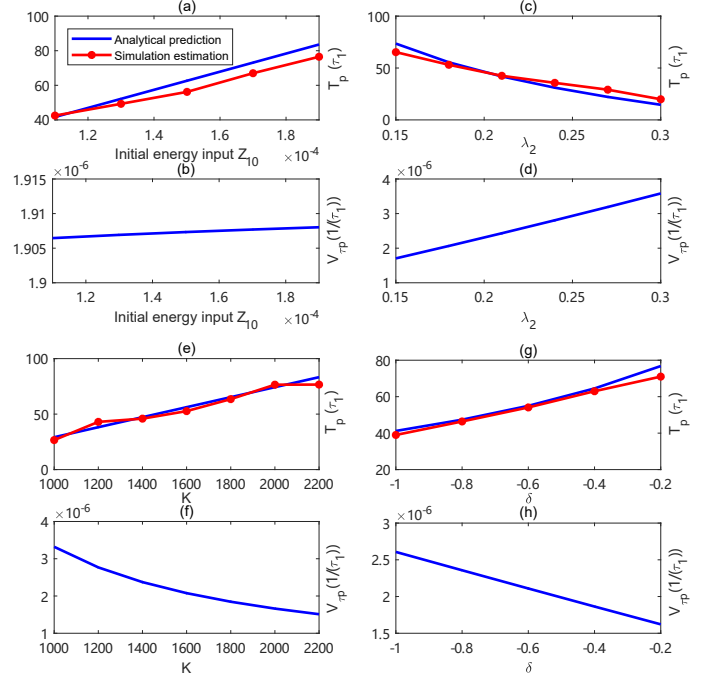 (a)
100
80
60
40
Analytical prediction
Simulation estimation
T_p (τ_1)
1.2 1.4 1.6 1.8
Initial energy input Z_10 ×10^-4
(c)
100
50
0
T_p (τ_1)
0.15 0.2 0.25 0.3
λ_2
(b)
×10^-6
1.915
1.91
1.905
1.9
V_τp(1/(τ_1))
1.2 1.4 1.6 1.8
Initial energy input Z_10 ×10^-4
(d)
×10^-6
4
3
2
1
V_τp(1/(τ_1))
0.15 0.2 0.25 0.3
λ_2
(e)
100
50
0
T_p (τ_1)
1000 1200 1400 1600 1800 2000 2200
K
(g)
80
60
40
20
T_p (τ_1)
-1 -0.8 -0.6 -0.4 -0.2
δ
(f)
×10^-6
4
3
2
1
V_τp(1/(τ_1))
1000 1200 1400 1600 1800 2000 2200
K
(h)
×10^-6
3
2.5
2
1.5
V_τp(1/(τ_1))
-1 -0.8 -0.6 -0.4 -0.2
δ